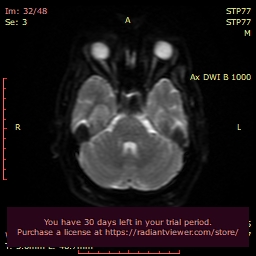 Im: 32/48
Se: 3
A
STP77
STP77
M
Ax DWI B 1000
R
L
You have 30 days left in your trial period.
Purchase a license at https://radiantviewer.com/store/